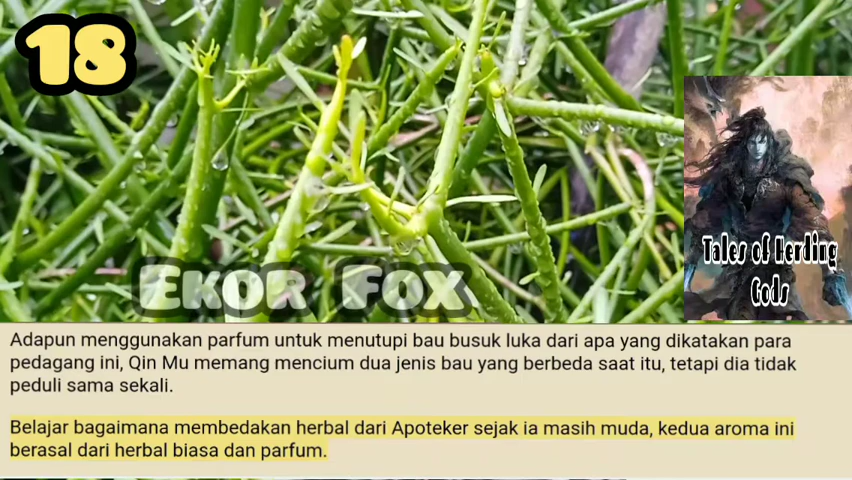 18
Tales of Herding
Gods
EKOR FOX
Adapun menggunakan parfum untuk menutupi bau busuk luka dari apa yang dikatakan para
pedagang ini, Qin Mu memang mencium dua jenis bau yang berbeda saat itu, tetapi dia tidak
peduli sama sekali.
Belajar bagaimana membedakan herbal dari Apoteker sejak ia masih muda, kedua aroma ini
berasal dari herbal biasa dan parfum.